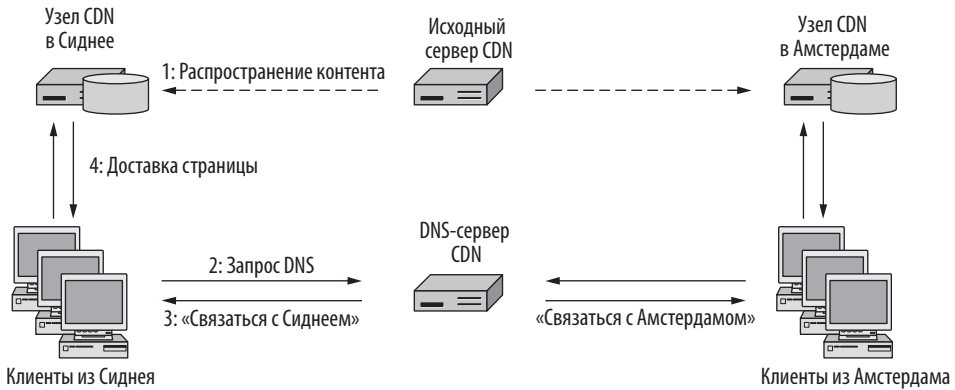 Узел CDN
в Сиднее
Исходный
сервер CDN
Узел CDN
в Амстердаме
1: Распространение контента
4: Доставка страницы
DNS-сервер
CDN
2: Запрос DNS
3: «Связаться с Сиднеем»
«Связаться с Амстердамом»
Клиенты из Сиднея
Клиенты из Амстердама